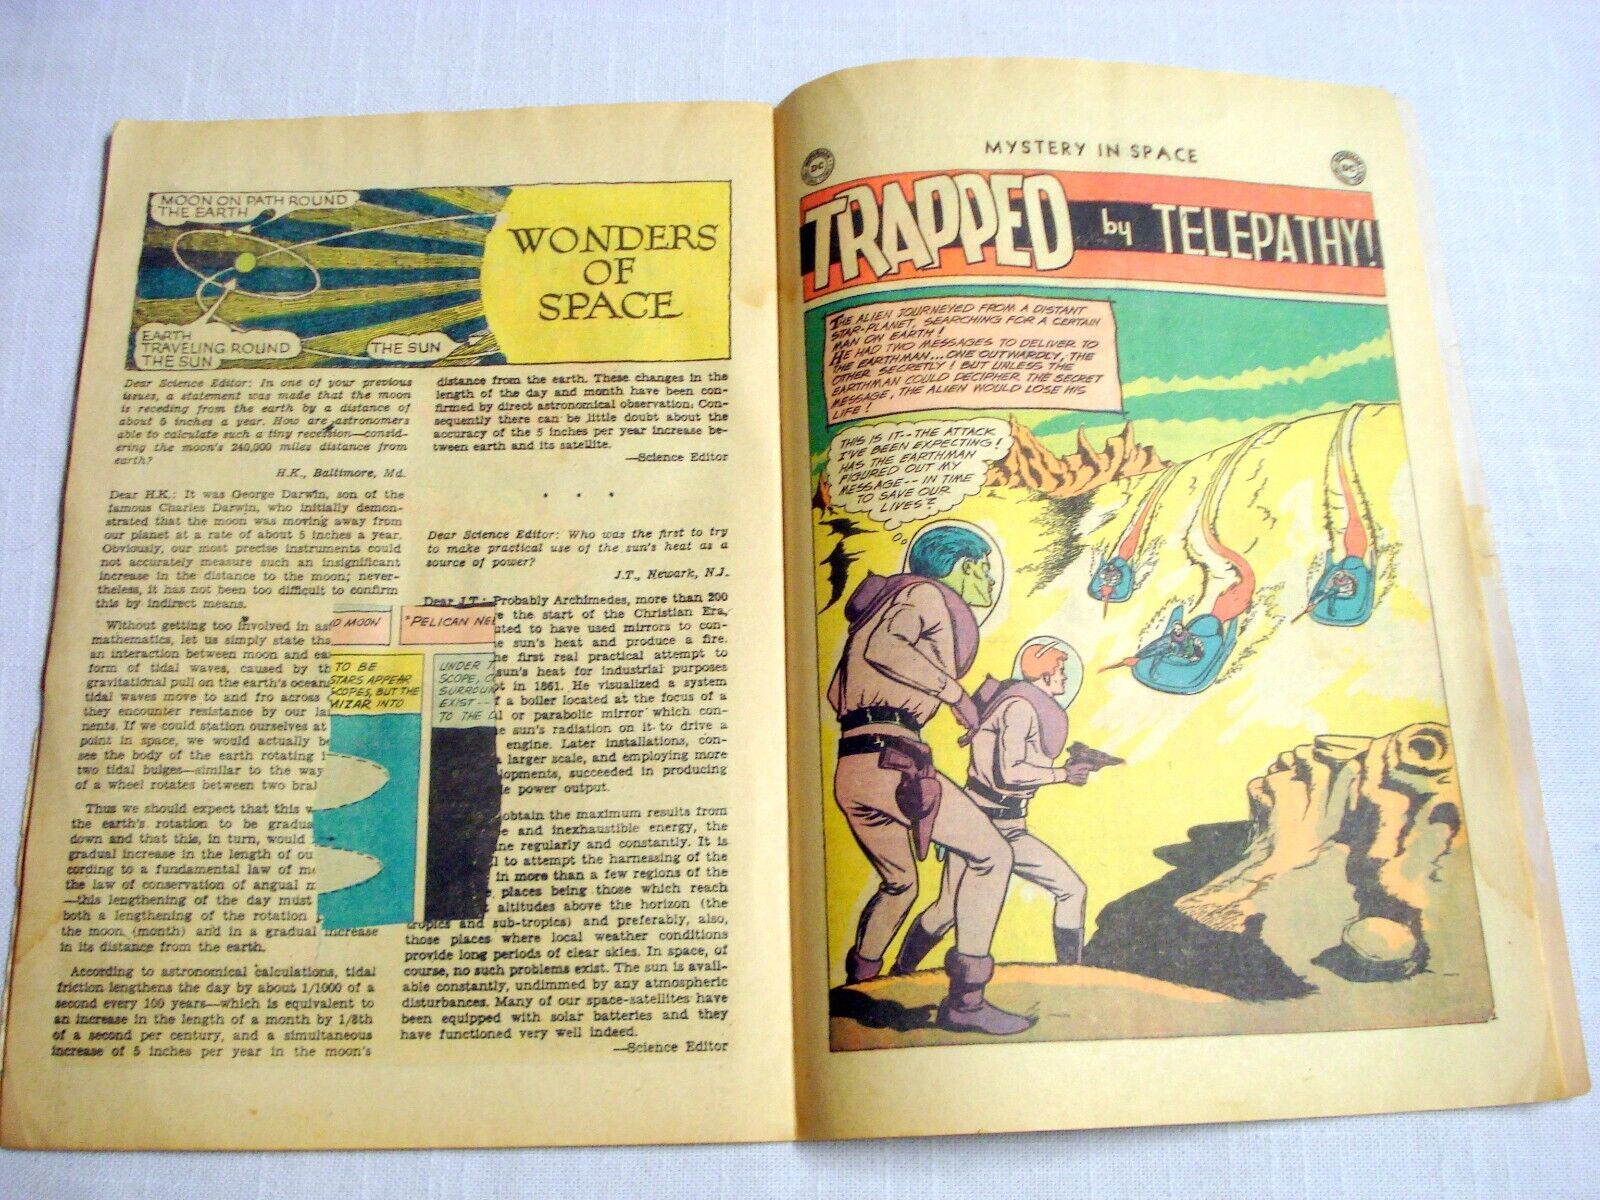 MOON ON PATH ROUND
THE EARTH
EARTH
TRAVELING ROUND
THE SUN
THE SUN
WONDERS
OF
SPACE
Dear Science Editor: In one of your previous
issues, a statement was made that the moon
is receding from the earth by a distance of
about 5 inches a year. How are astronomers
able to calculate such a tiny recession—consid-
ering the moon's 240,000 miles distance from
earth?
H.K., Baltimore, Md.
Dear H.K.: It was George Darwin, son of the
famous Charles Darwin, who initially demon-
strated that the moon was moving away from
our planet at a rate of about 5 inches a year.
Obviously, our most precise instruments could
not accurately measure such an insignificant
increase in the distance to the moon; never-
theless, it has not been too difficult to confirm
this by indirect means.
Without getting too involved in
mathematics, let us simply state
an interaction between moon and
form of tidal waves, caused by
gravitational pull on the earth's
tidal waves move to and fro across
they encounter resistance by our
nents. If we could station ourselves at
point in space, we would actually
see the body of the earth rotating
two tidal bulges—similar to the way
of a wheel rotates between two
Thus we should expect that this
the earth's rotation to be
down and that this, in turn, would
gradual increase in the length of
cording to a fundamental law of
the law of conservation of angual
—this lengthening of the day must
both a lengthening of the rotation
the moon (month) and in a gradual increase
in its distance from the earth.
According to astronomical calculations, tidal
friction lengthens the day by about 1/1000 of a
second every 100 years—which is equivalent to
an increase in the length of a month by 1/8th
of a second per century, and a simultaneous
increase of 5 inches per year in the moon's
distance from the earth. These changes in the
length of the day and month have been con-
firmed by direct astronomical observation. Con-
sequently there can be little doubt about the
accuracy of the 5 inches per year increase be-
tween earth and its satellite.
—Science Editor
Dear Science Editor: Who was the first to try
to make practical use of the sun's heat as a
source of power?
J.T., Newark, N.J.
Dear J.T.: Probably Archimedes, more than 200
the start of the Christian Era,
to have used mirrors to con-
sun's heat and produce a fire.
first real practical attempt to
sun's heat for industrial purposes
in 1861. He visualized a system
a boiler located at the focus of a
or parabolic mirror which con-
sun's radiation on it to drive a
engine. Later installations, con-
a larger scale, and employing more
succeeded in producing
power output.
obtain the maximum results from
and inexhaustible energy, the
regularly and constantly. It is
to attempt the harnessing of the
in more than a few regions of the
places being those which reach
altitudes above the horizon (the
tropics and sub-tropics) and preferably, also,
those places where local weather conditions
provide long periods of clear skies. In space, of
course, no such problems exist. The sun is avail-
able constantly, undimmed by any atmospheric
disturbances. Many of our space-satellites have
been equipped with solar batteries and they
have functioned very well indeed.
—Science Editor
MOON
"PELICAN
TO BE
STARS APPEAR
BUT THE
MIZAR INTO
UNDER
SCOPE,
EXIST--
TO THE
MYSTERY IN SPACE
DC
DC
TRAPPED by TELEPATHY!
THE ALIEN JOURNEYED FROM A DISTANT
STAR-PLANET, SEARCHING FOR A CERTAIN
MAN ON EARTH!
HE HAD TWO MESSAGES TO DELIVER TO
THE EARTHMAN...ONE OUTWARDLY, THE
OTHER SECRETLY! BUT UNLESS THE
EARTHMAN COULD DECIPHER THE SECRET
MESSAGE, THE ALIEN WOULD LOSE HIS
LIFE!
THIS IS IT--THE ATTACK
I'VE BEEN EXPECTING!
HAS THE EARTHMAN
FIGURED OUT MY
MESSAGE--IN TIME
TO SAVE OUR
LIVES?